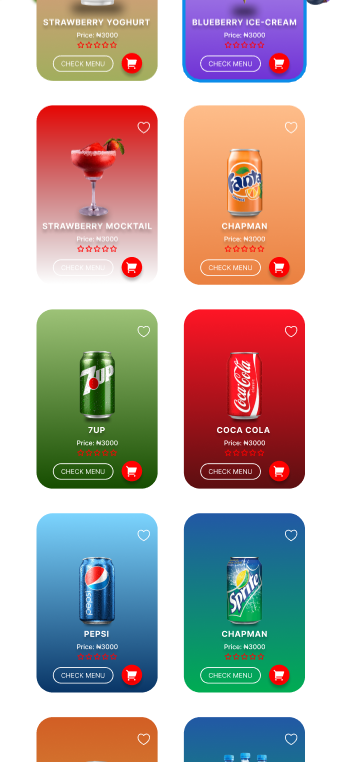 STRAWBERRY YOGHURT
Price: ₦3000
CHECK MENU
BLUEBERRY ICE-CREAM
Price: ₦3000
CHECK MENU
STRAWBERRY MOCKTAIL
Price: ₦3000
CHECK MENU
Fanta
CHAPMAN
Price: ₦3000
CHECK MENU
7UP
7UP
Price: ₦3000
CHECK MENU
Coca-Cola
COCA COLA
Price: ₦3000
CHECK MENU
pepsi
PEPSI
Price: ₦3000
CHECK MENU
Sprite
CHAPMAN
Price: ₦3000
CHECK MENU